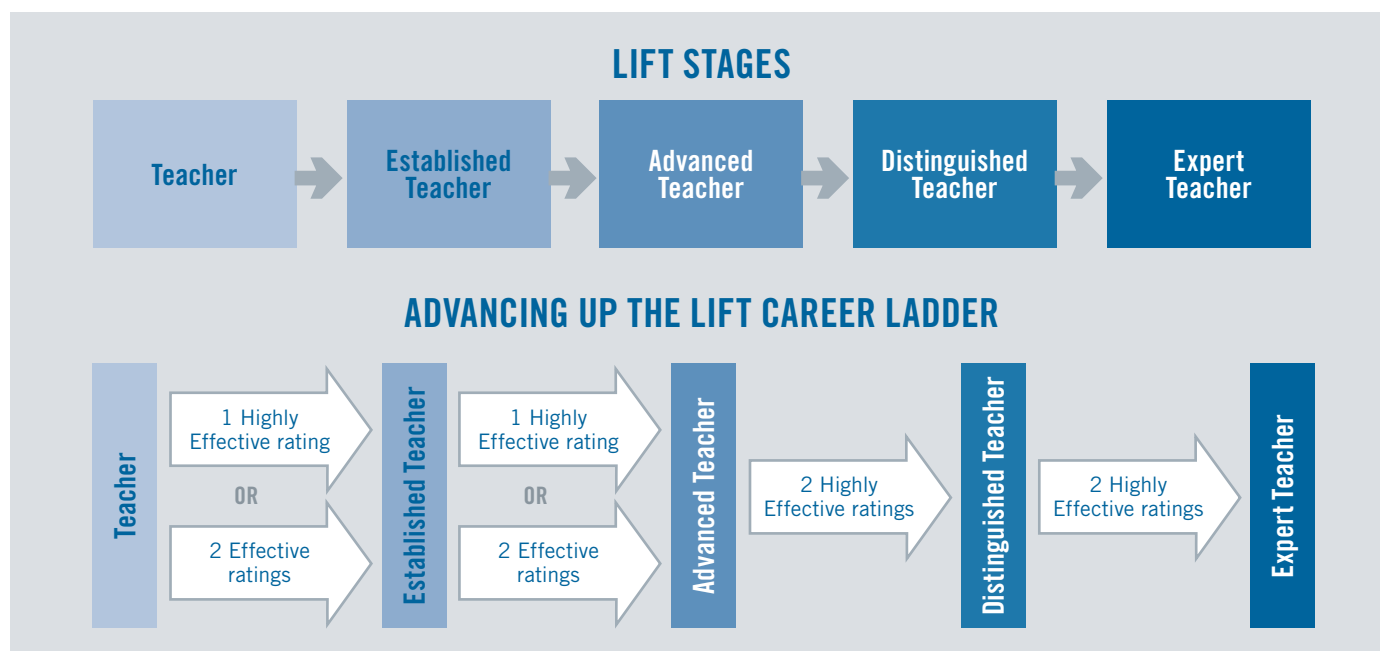 LIFT STAGES
Teacher
Established
Teacher
Advanced
Teacher
Distinguished
Teacher
Expert
Teacher
ADVANCING UP THE LIFT CAREER LADDER
Teacher
1 Highly
Effective rating
OR
2 Effective
ratings
Established Teacher
1 Highly
Effective rating
OR
2 Effective
ratings
Advanced Teacher
2 Highly
Effective ratings
Distinguished Teacher
2 Highly
Effective ratings
Expert Teacher